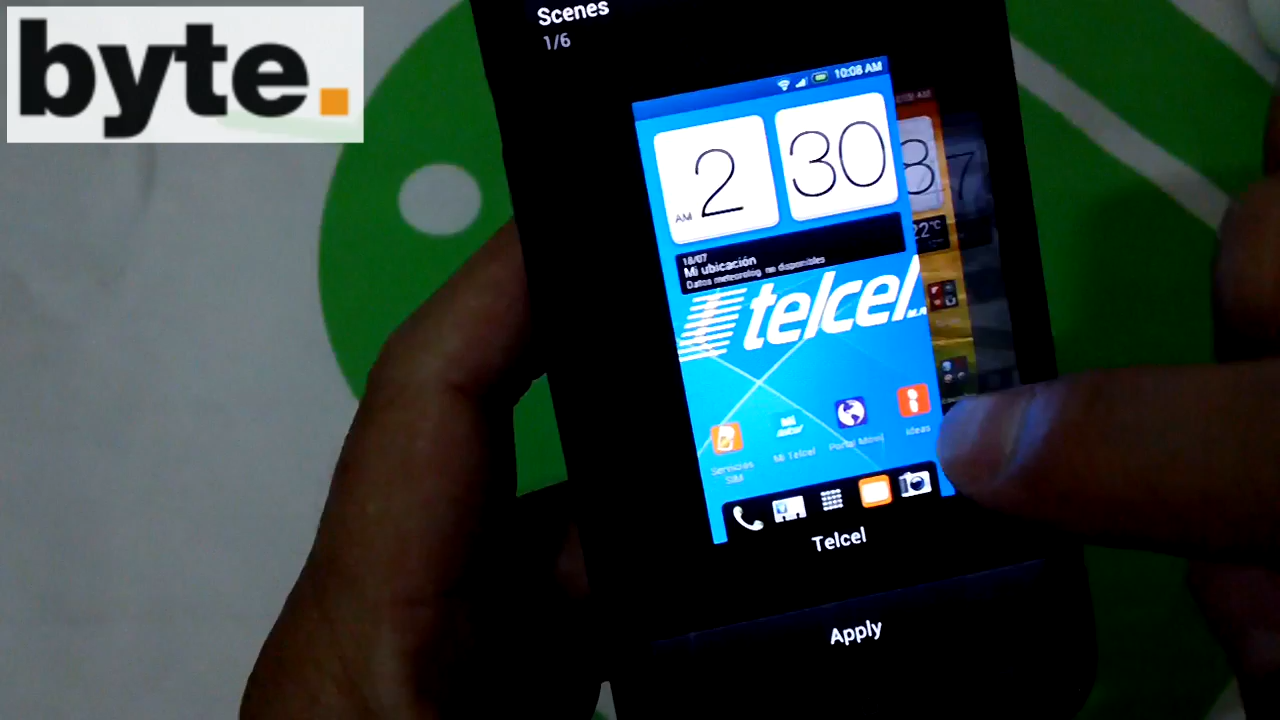 byte.
Scenes
1/6
10:08 AM
AM 2 30
18/07
Mi ubicación
Datos meteorológ. no disponibles
22°C
telcel
Servicios SIM
Mi Telcel
Portal Movil
Ideas
Telcel
Apply